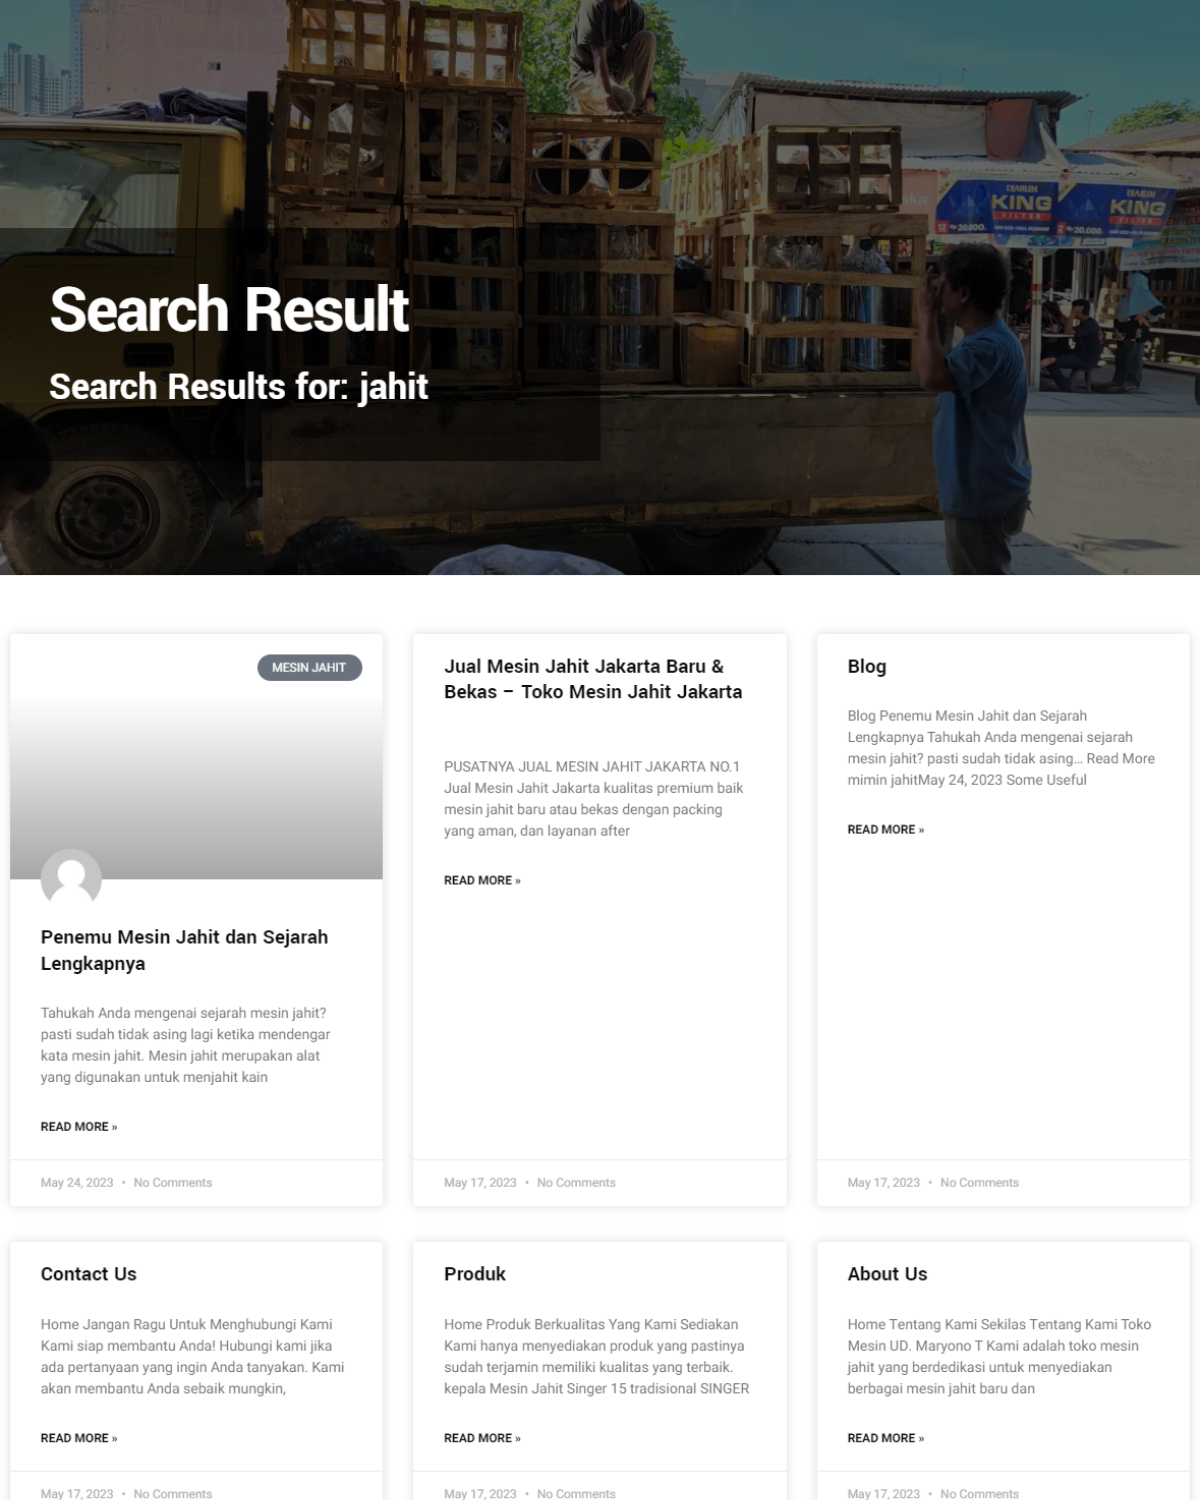 DJARUM
KING
FILTER
12 Rp 20.000,-
DJARUM
KING
FILTER
Rp 20.000,-
Search Result
Search Results for: jahit
MESIN JAHIT
Penemu Mesin Jahit dan Sejarah
Lengkapnya
Tahukah Anda mengenai sejarah mesin jahit?
pasti sudah tidak asing lagi ketika mendengar
kata mesin jahit. Mesin jahit merupakan alat
yang digunakan untuk menjahit kain
READ MORE »
May 24, 2023 • No Comments
Jual Mesin Jahit Jakarta Baru &
Bekas – Toko Mesin Jahit Jakarta
PUSATNYA JUAL MESIN JAHIT JAKARTA NO.1
Jual Mesin Jahit Jakarta kualitas premium baik
mesin jahit baru atau bekas dengan packing
yang aman, dan layanan after
READ MORE »
May 17, 2023 • No Comments
Blog
Blog Penemu Mesin Jahit dan Sejarah
Lengkapnya Tahukah Anda mengenai sejarah
mesin jahit? pasti sudah tidak asing... Read More
mimin jahitMay 24, 2023 Some Useful
READ MORE »
May 17, 2023 • No Comments
Contact Us
Home Jangan Ragu Untuk Menghubungi Kami
Kami siap membantu Anda! Hubungi kami jika
ada pertanyaan yang ingin Anda tanyakan. Kami
akan membantu Anda sebaik mungkin,
READ MORE »
May 17, 2023 • No Comments
Produk
Home Produk Berkualitas Yang Kami Sediakan
Kami hanya menyediakan produk yang pastinya
sudah terjamin memiliki kualitas yang terbaik.
kepala Mesin Jahit Singer 15 tradisional SINGER
READ MORE »
May 17, 2023 • No Comments
About Us
Home Tentang Kami Sekilas Tentang Kami Toko
Mesin UD. Maryono T Kami adalah toko mesin
jahit yang berdedikasi untuk menyediakan
berbagai mesin jahit baru dan
READ MORE »
May 17, 2023 • No Comments